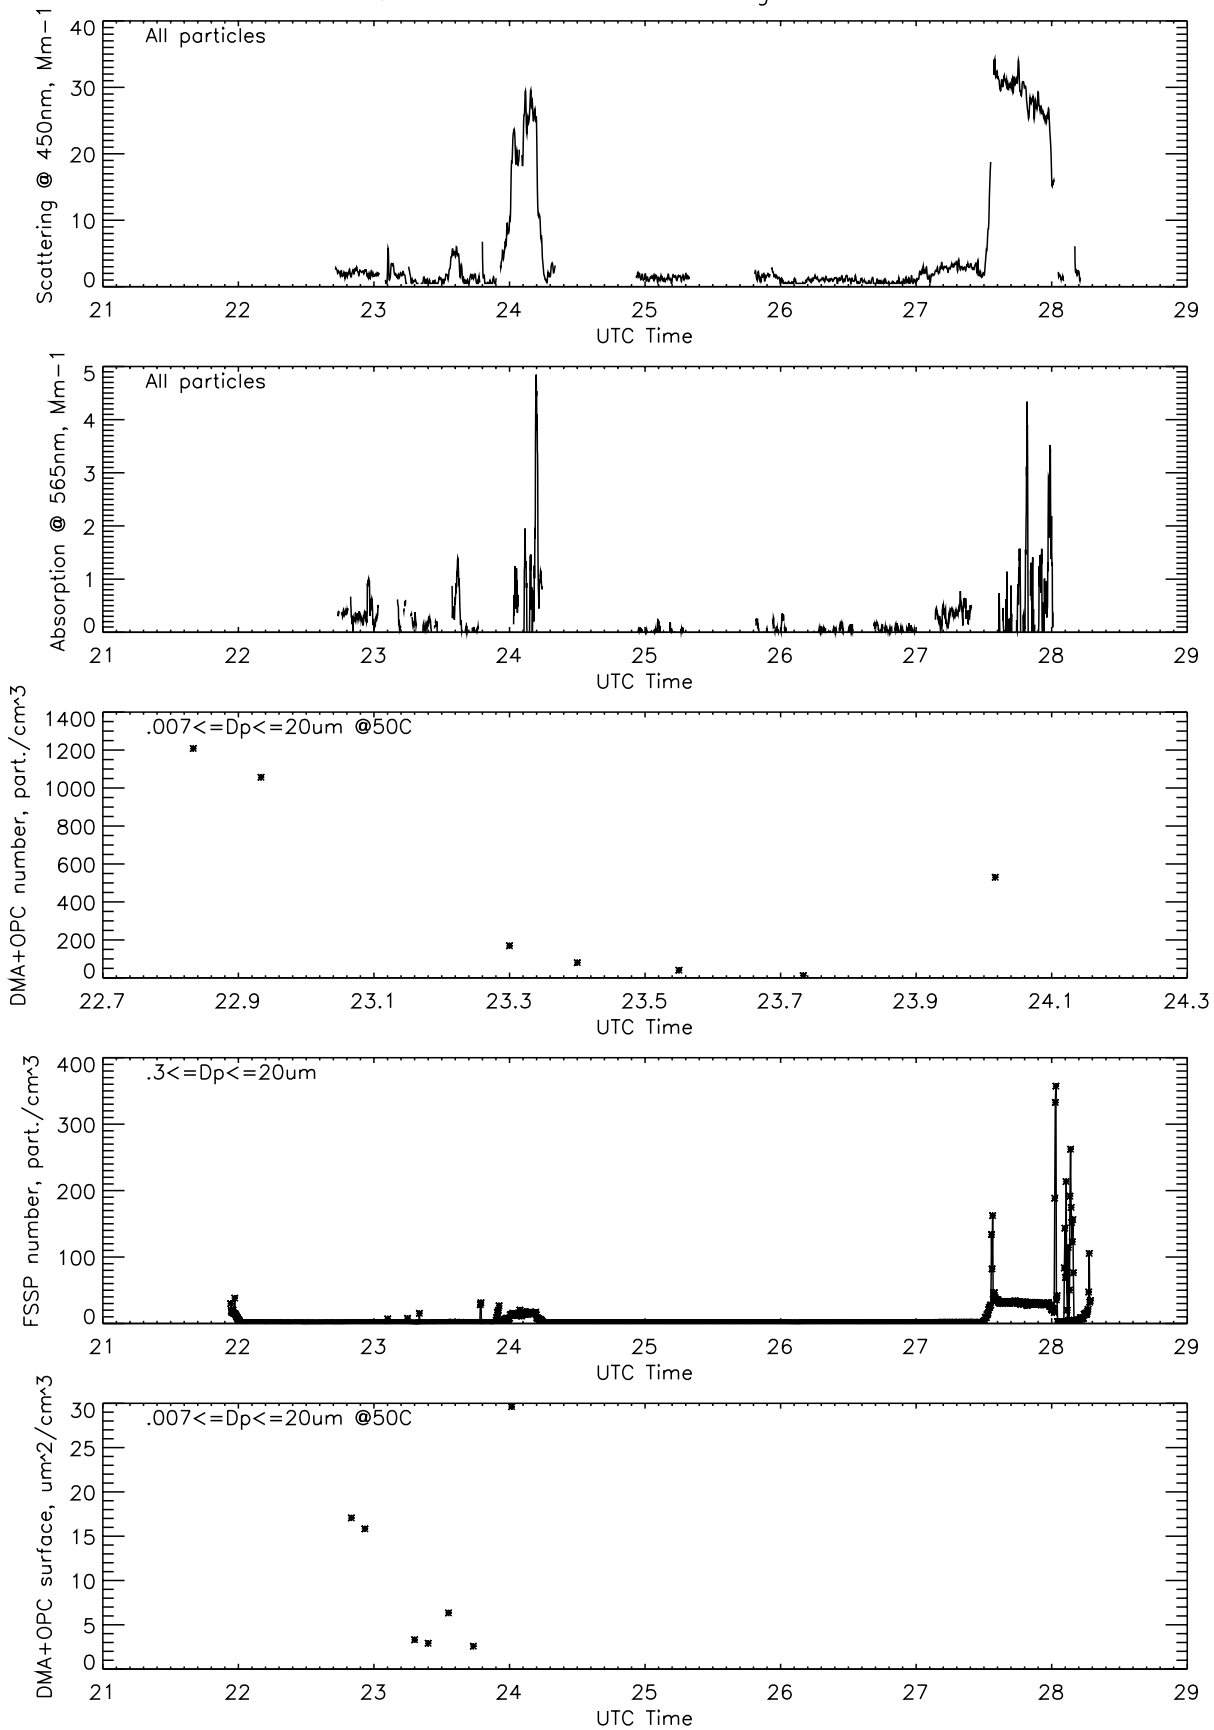 Scattering @ 450nm, Mm-1
All particles
40
30
20
10
0
21 22 23 24 25 26 27 28 29
UTC Time
Absorption @ 565nm, Mm-1
All particles
5
4
3
2
1
0
21 22 23 24 25 26 27 28 29
UTC Time
DMA+OPC number, part./cm^3
.007<=Dp<=20um @50C
1400
1200
1000
800
600
400
200
0
22.7 22.9 23.1 23.3 23.5 23.7 23.9 24.1 24.3
UTC Time
FSSP number, part./cm^3
.3<=Dp<=20um
400
300
200
100
0
21 22 23 24 25 26 27 28 29
UTC Time
DMA+OPC surface, um^2/cm^3
.007<=Dp<=20um @50C
30
25
20
15
10
5
0
21 22 23 24 25 26 27 28 29
UTC Time